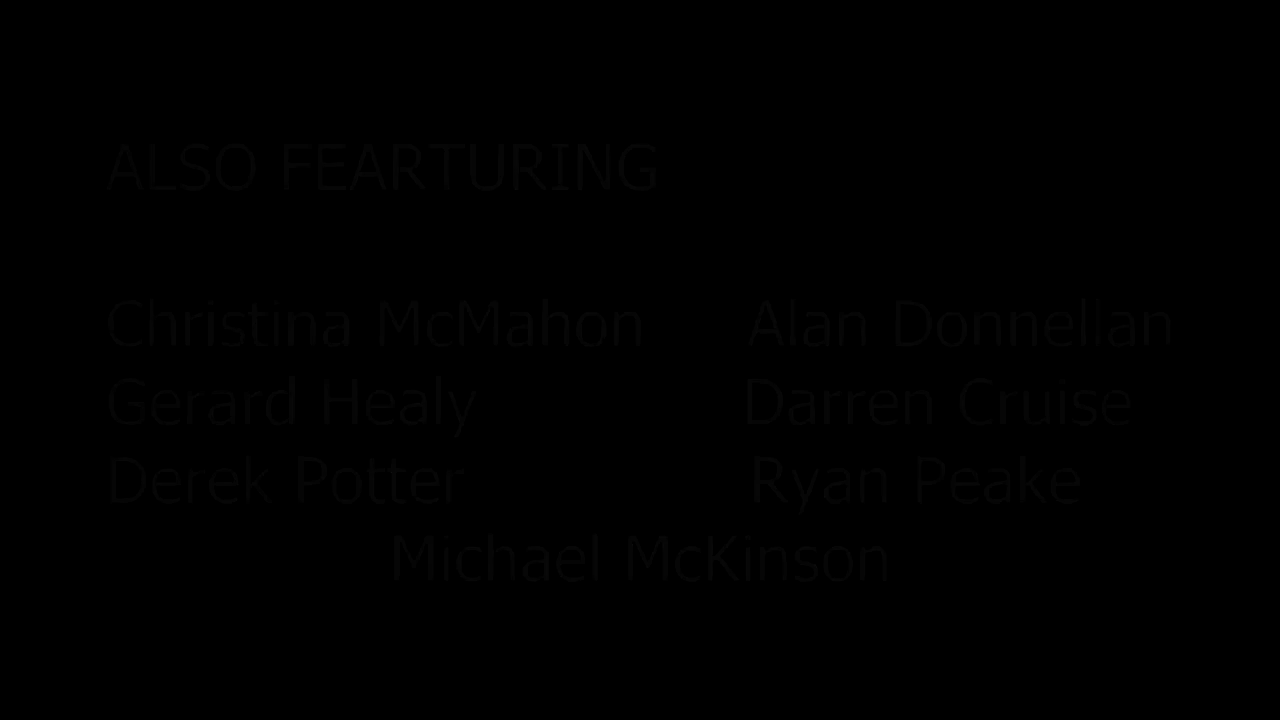 ALSO FEARTURING
Christina McMahon Alan Donnellan
Gerard Healy Darren Cruise
Derek Potter Ryan Peake
Michael McKinson